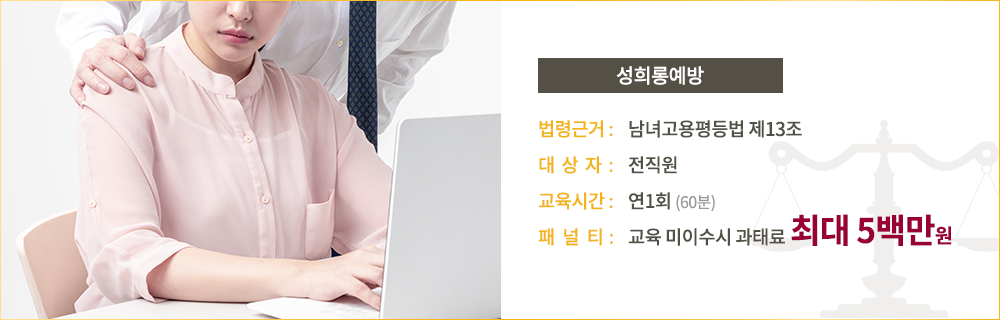 성희롱예방
법령근거 : 남녀고용평등법 제13조
대 상 자 : 전직원
교육시간 : 연1회 (60분)
패 널 티 : 교육 미이수시 과태료 최대 5백만원